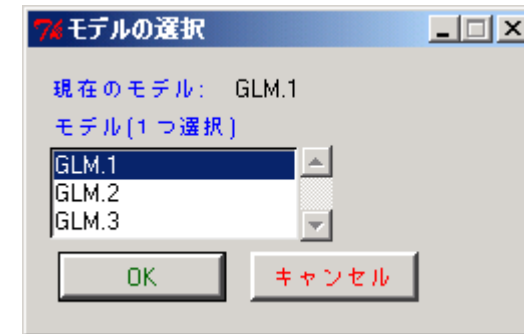 モデルの選択
現在のモデル: GLM.1
モデル(1つ選択)
GLM.1
GLM.2
GLM.3
OK キャンセル